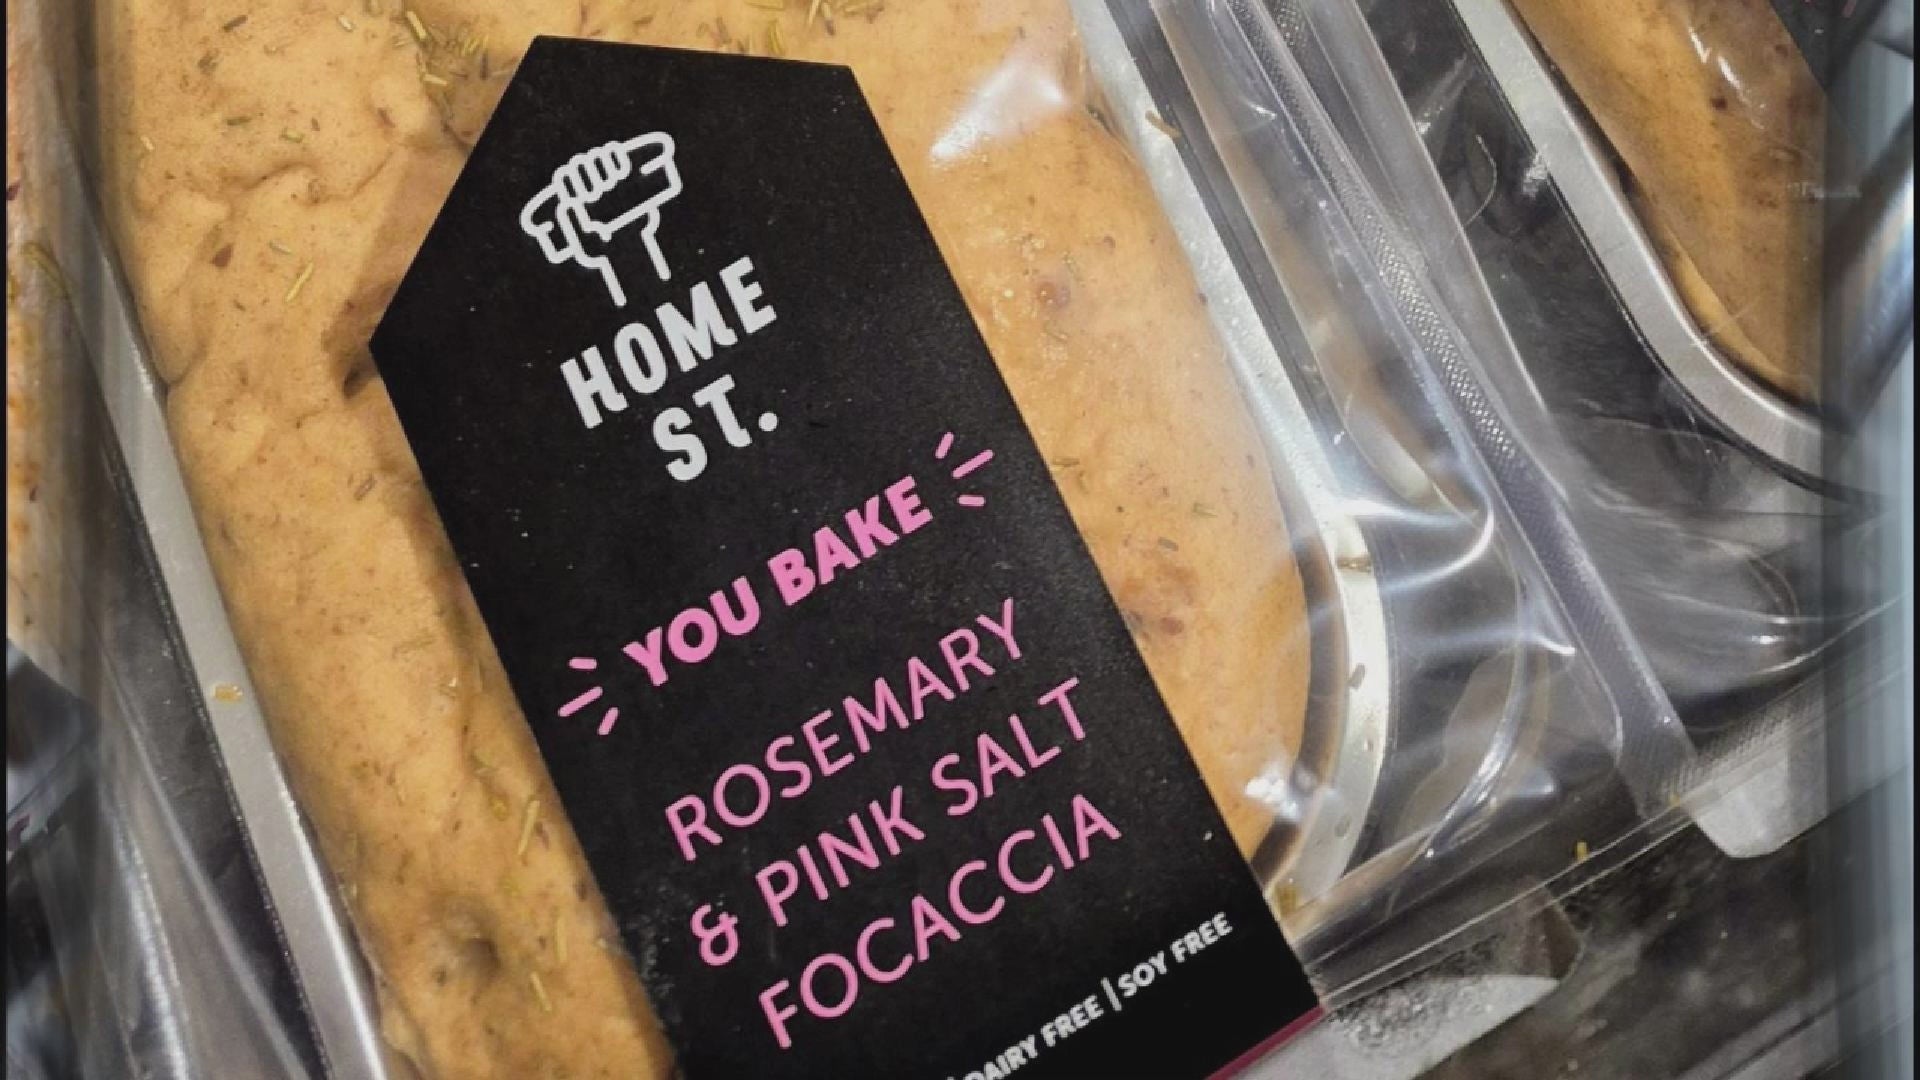 HOME
ST.
YOU BAKE
ROSEMARY
& PINK SALT
FOCACCIA
DAIRY FREE | SOY FREE